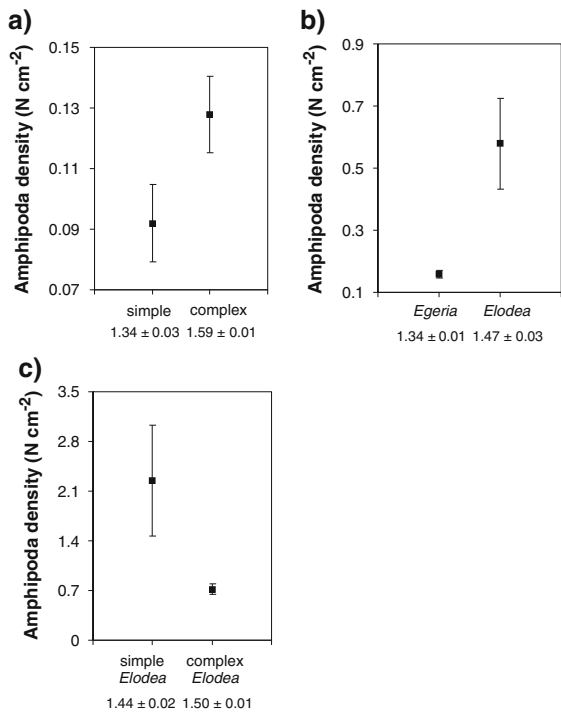 a)
Amphipoda density (N cm⁻²)
0.15
0.13
0.11
0.09
0.07
simple complex
1.34 ± 0.03 1.59 ± 0.01
b)
Amphipoda density (N cm⁻²)
0.9
0.7
0.5
0.3
0.1
Egeria Elodea
1.34 ± 0.01 1.47 ± 0.03
c)
Amphipoda density (N cm⁻²)
3.5
2.8
2.1
1.4
0.7
0
simple complex
Elodea Elodea
1.44 ± 0.02 1.50 ± 0.01